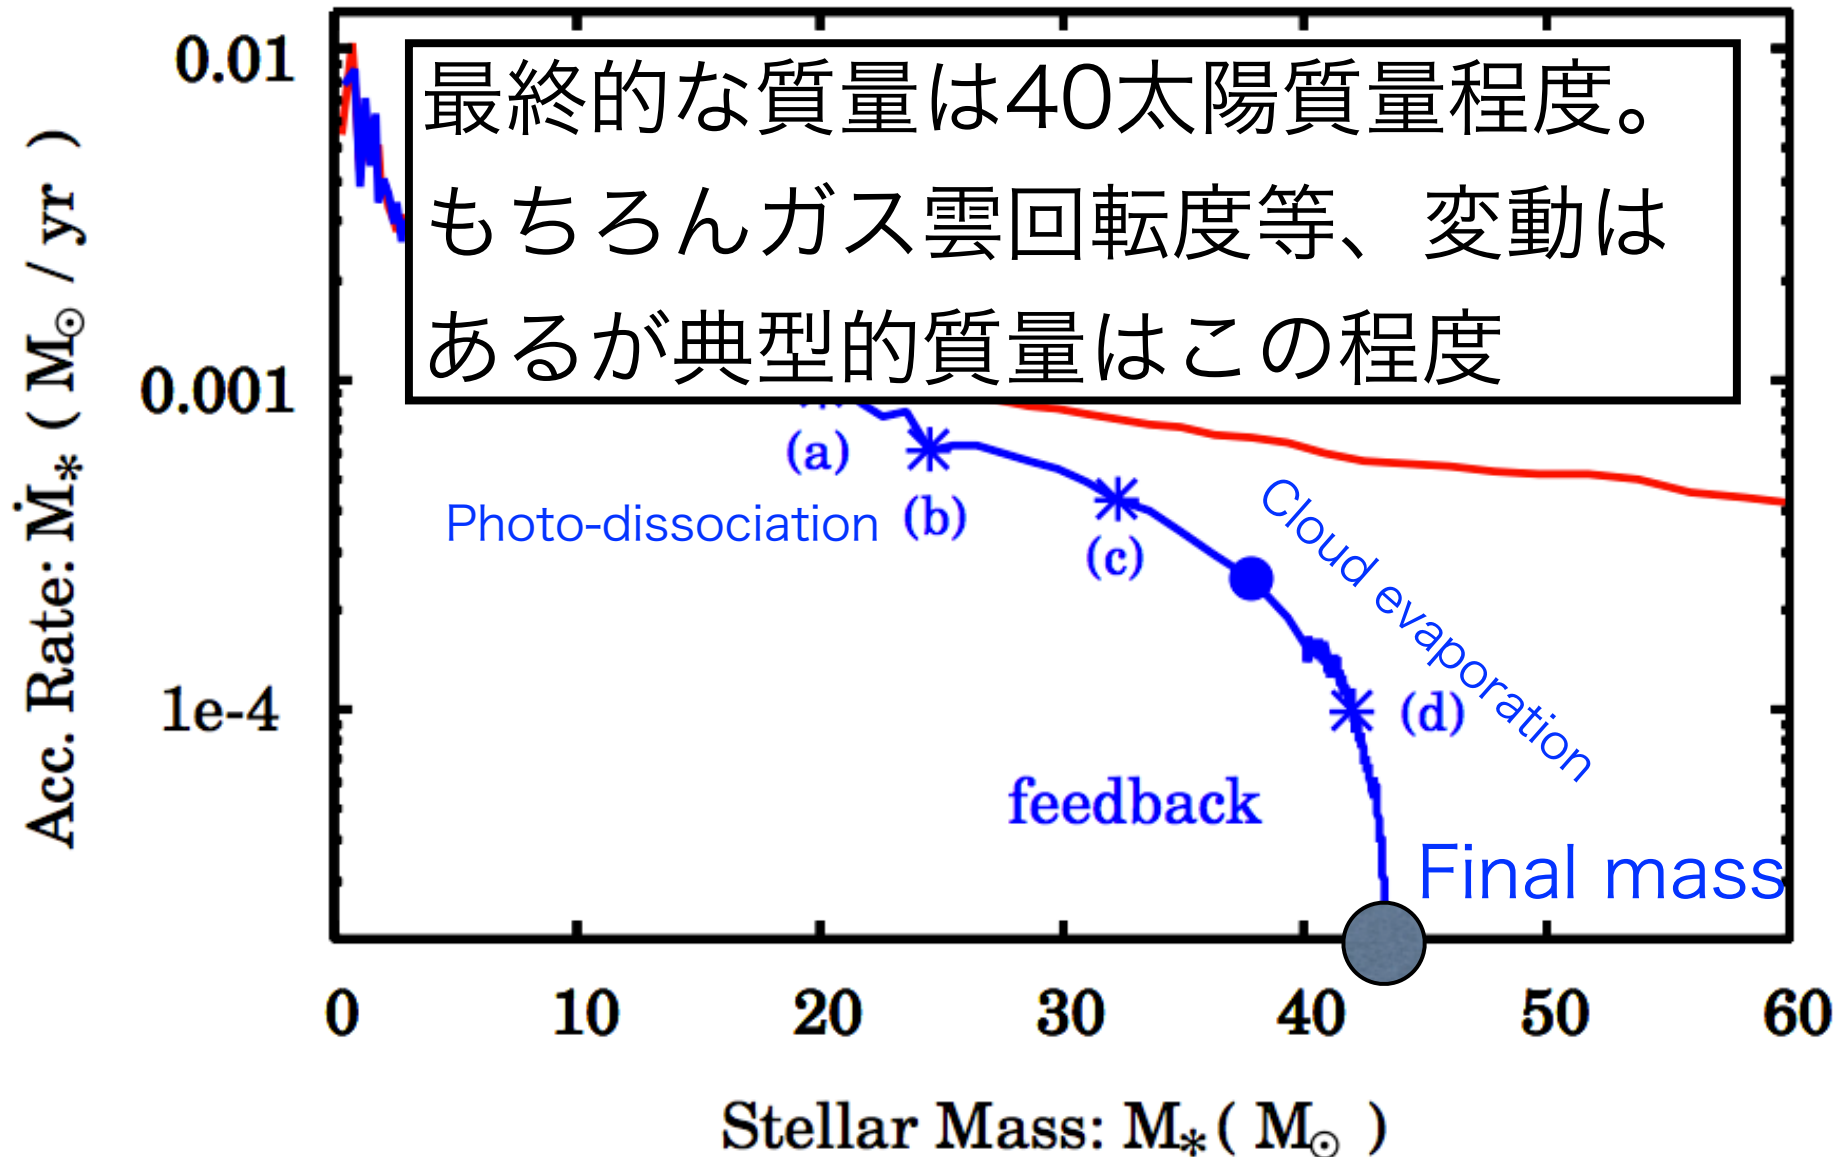 0.01
最終的な質量は40太陽質量程度。
もちろんガス雲回転度等、変動は
あるが典型的質量はこの程度
0.001
1e-4
Acc. Rate: Ṁ* ( M☉ / yr )
(a)
(b)
(c)
(d)
Photo-dissociation
Cloud evaporation
feedback
Final mass
0 10 20 30 40 50 60
Stellar Mass: M* ( M☉ )